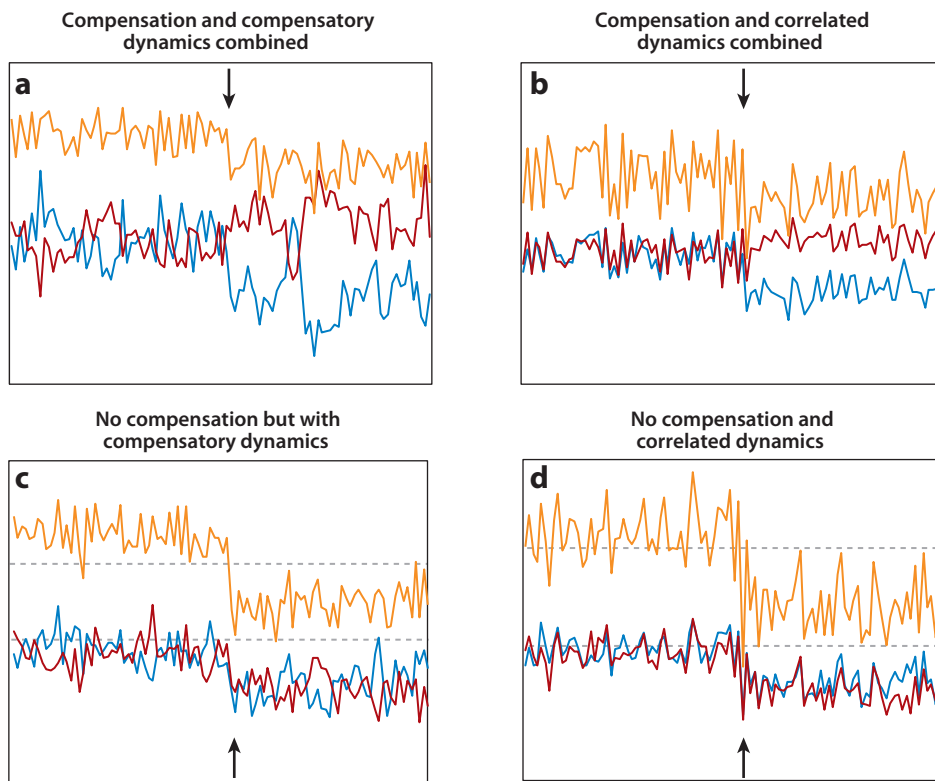 Compensation and compensatory
dynamics combined
a
Compensation and correlated
dynamics combined
b
No compensation but with
compensatory dynamics
c
No compensation and
correlated dynamics
d